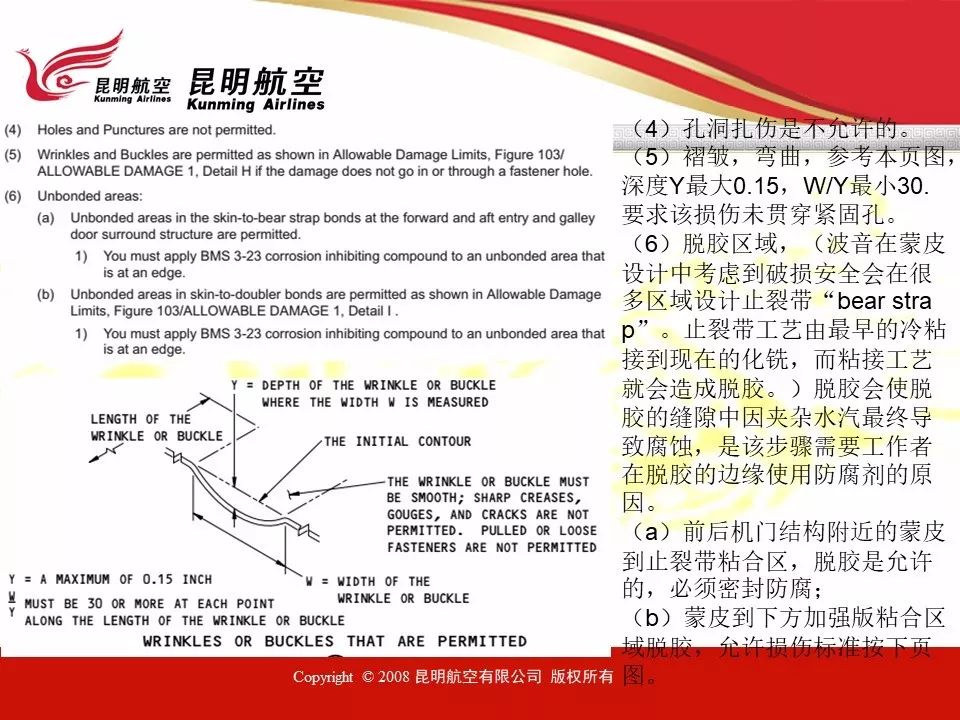 昆明航空
Kunming Airlines
昆明航空
Kunming Airlines
(4) Holes and Punctures are not permitted.
(5) Wrinkles and Buckles are permitted as shown in Allowable Damage Limits, Figure 103/
ALLOWABLE DAMAGE 1, Detail H if the damage does not go in or through a fastener hole.
(6) Unbonded areas:
(a) Unbonded areas in the skin-to-bear strap bonds at the forward and aft entry and galley
door surround structure are permitted.
1) You must apply BMS 3-23 corrosion inhibiting compound to an unbonded area that
is at an edge.
(b) Unbonded areas in skin-to-doubler bonds are permitted as shown in Allowable Damage
Limits, Figure 103/ALLOWABLE DAMAGE 1, Detail I .
1) You must apply BMS 3-23 corrosion inhibiting compound to an unbonded area that
is at an edge.
Y = DEPTH OF THE WRINKLE OR BUCKLE
WHERE THE WIDTH W IS MEASURED
LENGTH OF THE
WRINKLE OR BUCKLE
THE INITIAL CONTOUR
THE WRINKLE OR BUCKLE MUST
BE SMOOTH; SHARP CREASES,
GOUGES, AND CRACKS ARE NOT
PERMITTED. PULLED OR LOOSE
FASTENERS ARE NOT PERMITTED
Y = A MAXIMUM OF 0.15 INCH
W
Y MUST BE 30 OR MORE AT EACH POINT
ALONG THE LENGTH OF THE WRINKLE OR BUCKLE
W = WIDTH OF THE
WRINKLE OR BUCKLE
WRINKLES OR BUCKLES THAT ARE PERMITTED
（4）孔洞扎伤是不允许的。
（5）褶皱，弯曲，参考本页图，
深度Y最大0.15，W/Y最小30.
要求该损伤未贯穿紧固孔。
（6）脱胶区域，（波音在蒙皮
设计中考虑到破损安全会在很
多区域设计止裂带“bear stra
p”。止裂带工艺由最早的冷粘
接到现在的化铣，而粘接工艺
就会造成脱胶。）脱胶会使脱
胶的缝隙中因夹杂水汽最终导
致腐蚀，是该步骤需要工作者
在脱胶的边缘使用防腐剂的原
因。
（a）前后机门结构附近的蒙皮
到止裂带粘合区，脱胶是允许
的，必须密封防腐；
（b）蒙皮到下方加强版粘合区
域脱胶，允许损伤标准按下页
图。
Copyright © 2008 昆明航空有限公司 版权所有